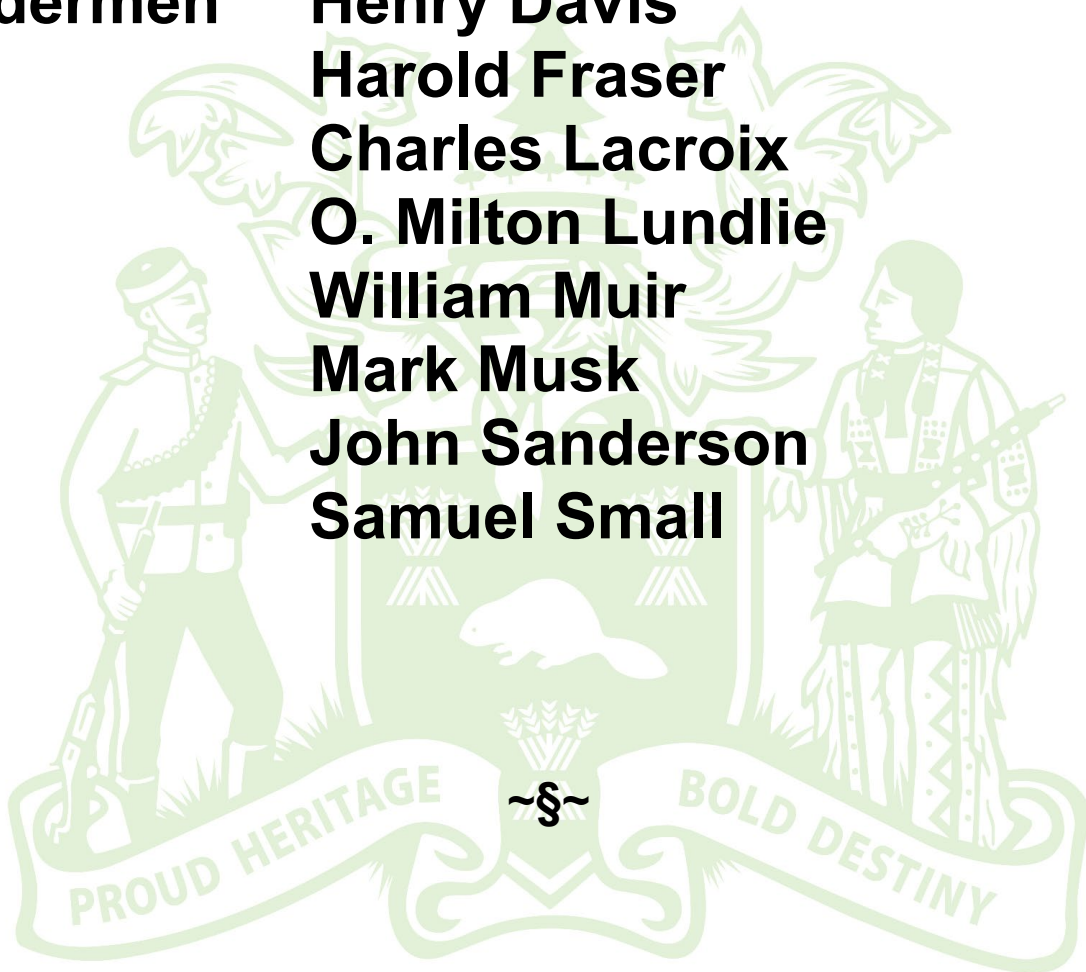 dermen Henry Davis
Harold Fraser
Charles Lacroix
O. Milton Lundlie
William Muir
Mark Musk
John Sanderson
Samuel Small
~§~
PROUD HERITAGE BOLD DESTINY